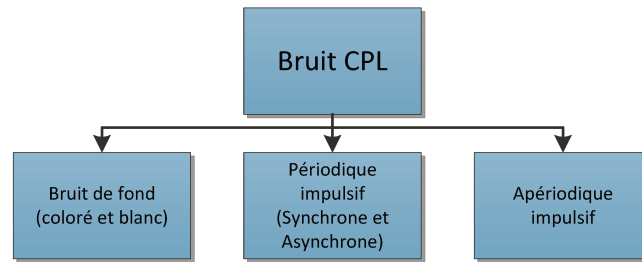 Bruit CPL
Bruit de fond
(coloré et blanc)
Périodique
impulsif
(Synchrone et
Asynchrone)
Apériodique
impulsif